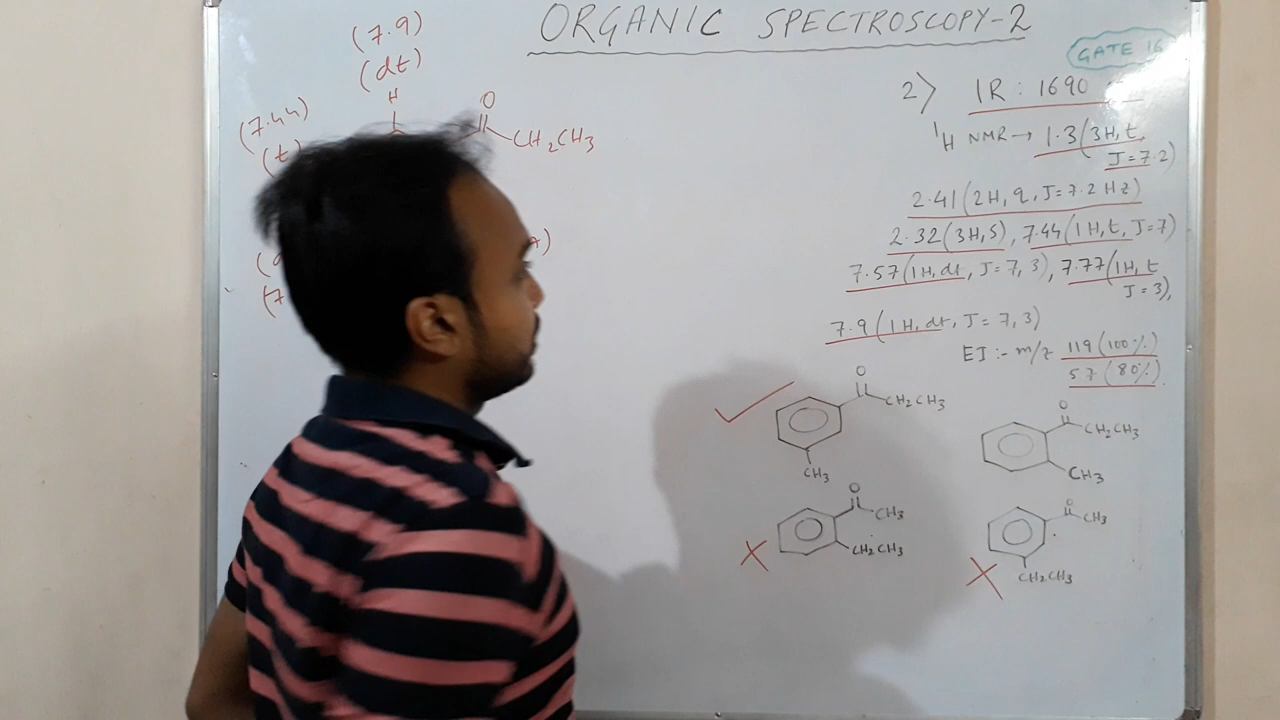 ORGANIC SPECTROSCOPY-2
GATE 16
(7.9)
(dt)
H
(7.44)
(t)
O
CH2CH3
2) IR : 1690
1H NMR → 1.3 (3H, t,
J = 7.2)
2.41 (2H, q, J = 7.2 Hz)
2.32 (3H, S), 7.44 (1H, t, J = 7)
7.57 (1H, dt, J = 7, 3), 7.77 (1H, t
J = 3),
7.9 (1H, dt, J = 7, 3)
EI :- m/z 119 (100%)
57 (80%).
O
CH2CH3
CH3
O
CH2CH3
CH3
O
CH3
CH2CH3
O
CH3
CH2CH3